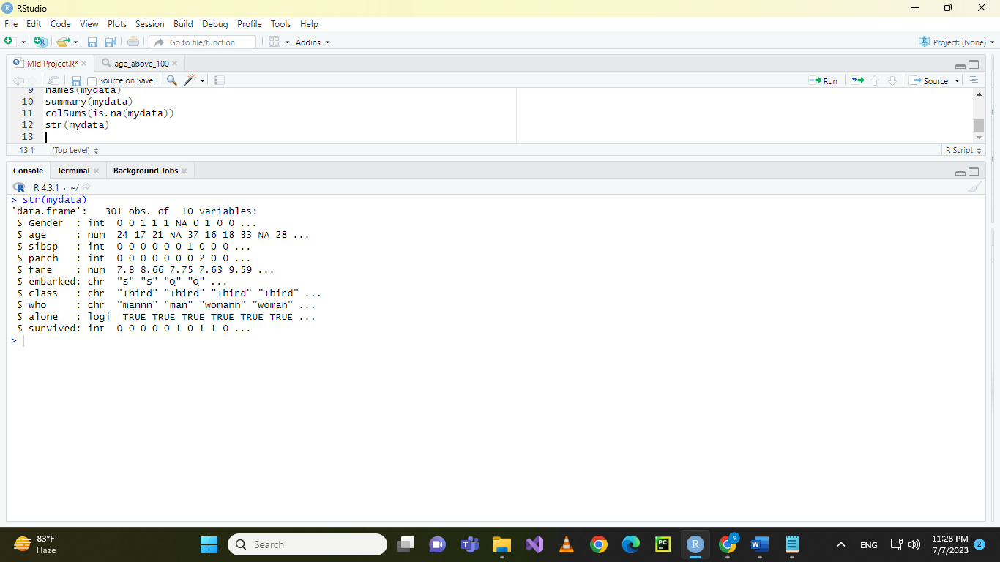 RStudio
File Edit Code View Plots Session Build Debug Profile Tools Help
Go to file/function Addins Project: (None)
MId Project.R* age_above_100
Source on Save Run Source
9 names(mydata)
10 summary(mydata)
11 colSums(is.na(mydata))
12 str(mydata)
13
13:1 (Top Level) R Script
Console Terminal Background Jobs
R 4.3.1 · ~/
> str(mydata)
'data.frame': 301 obs. of 10 variables:
$ Gender : int 0 0 1 1 1 NA 0 1 0 0 ...
$ age : num 24 17 21 NA 37 16 18 33 NA 28 ...
$ sibsp : int 0 0 0 0 0 0 1 0 0 0 ...
$ parch : int 0 0 0 0 0 0 0 2 0 0 ...
$ fare : num 7.8 8.66 7.75 7.63 9.59 ...
$ embarked: chr "S" "S" "Q" "Q" ...
$ class : chr "Third" "Third" "Third" "Third" ...
$ who : chr "mannn" "man" "womann" "woman" ...
$ alone : logi TRUE TRUE TRUE TRUE TRUE TRUE ...
$ survived: int 0 0 0 0 0 1 0 1 1 0 ...
>
83°F
Haze
Search
PC
ENG
11:28 PM
7/7/2023
2